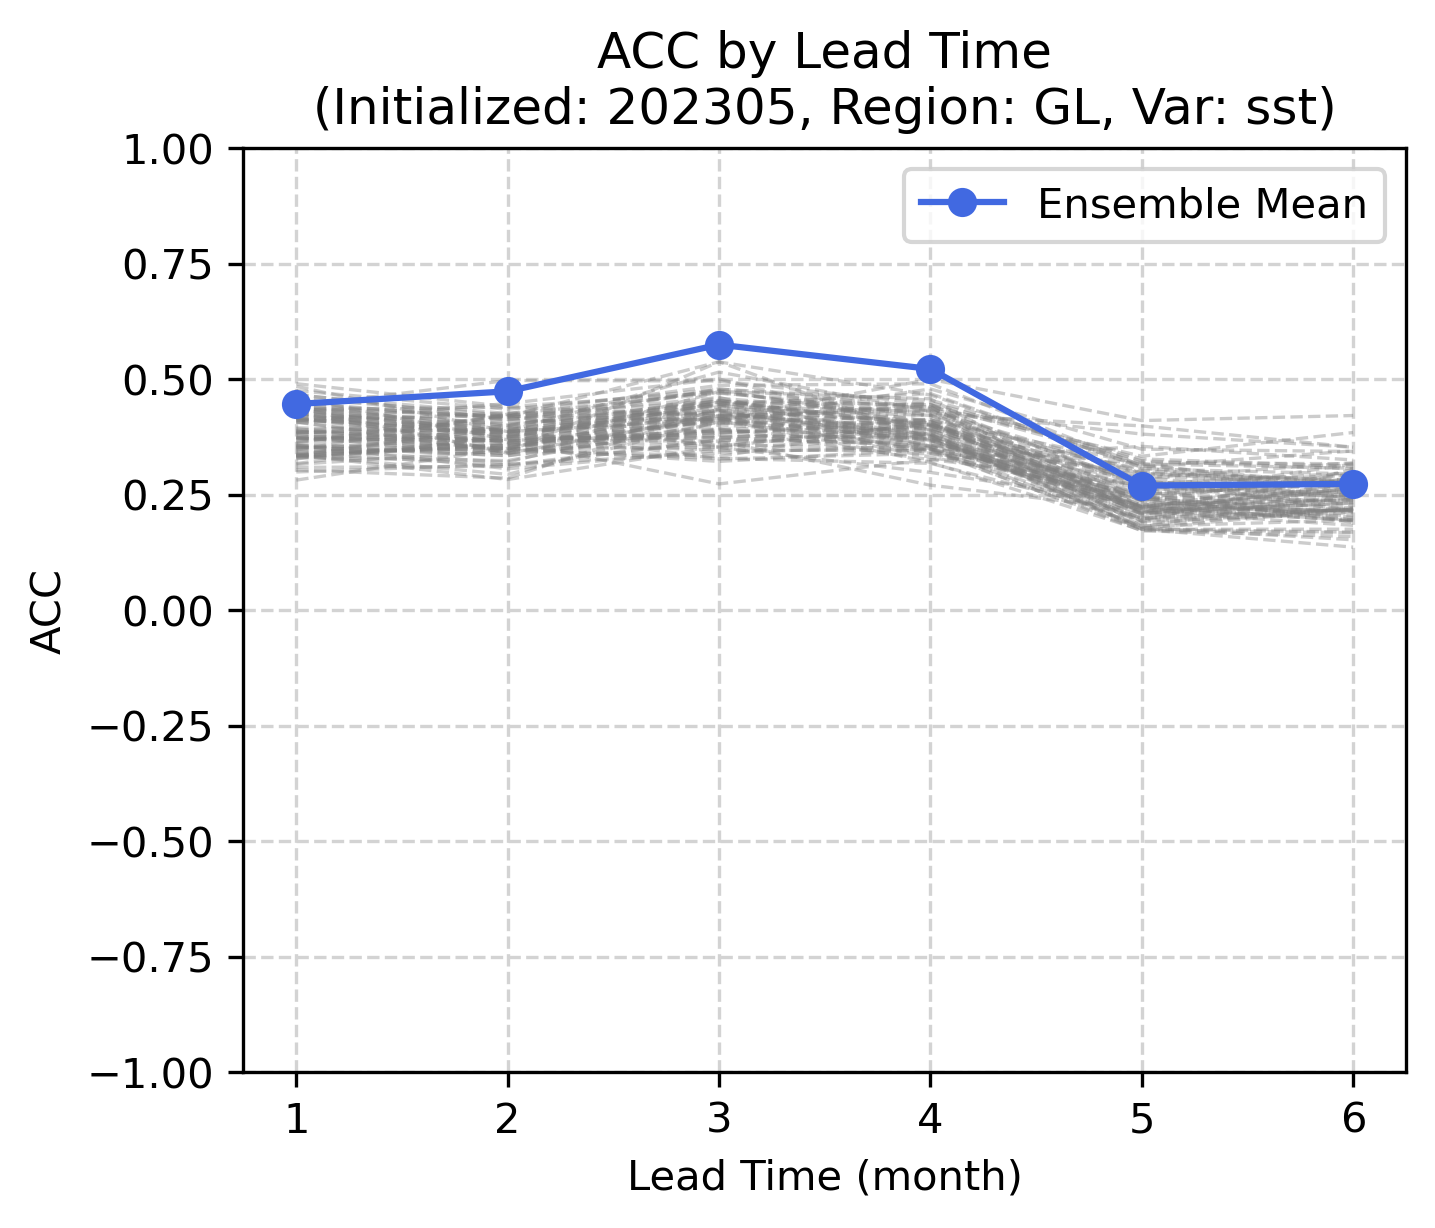 ACC by Lead Time
(Initialized: 202305, Region: GL, Var: sst)
Ensemble Mean
1.00
0.75
0.50
0.25
0.00
−0.25
−0.50
−0.75
−1.00
ACC
1 2 3 4 5 6
Lead Time (month)